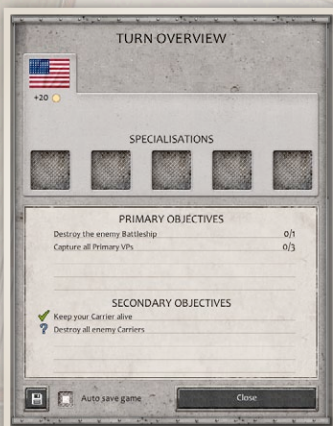 TURN OVERVIEW
+20
SPECIALISATIONS
PRIMARY OBJECTIVES
Destroy the enemy Battleship 0/1
Capture all Primary VPs 0/3
SECONDARY OBJECTIVES
Keep your Carrier alive
? Destroy all enemy Carriers
Auto save game Close